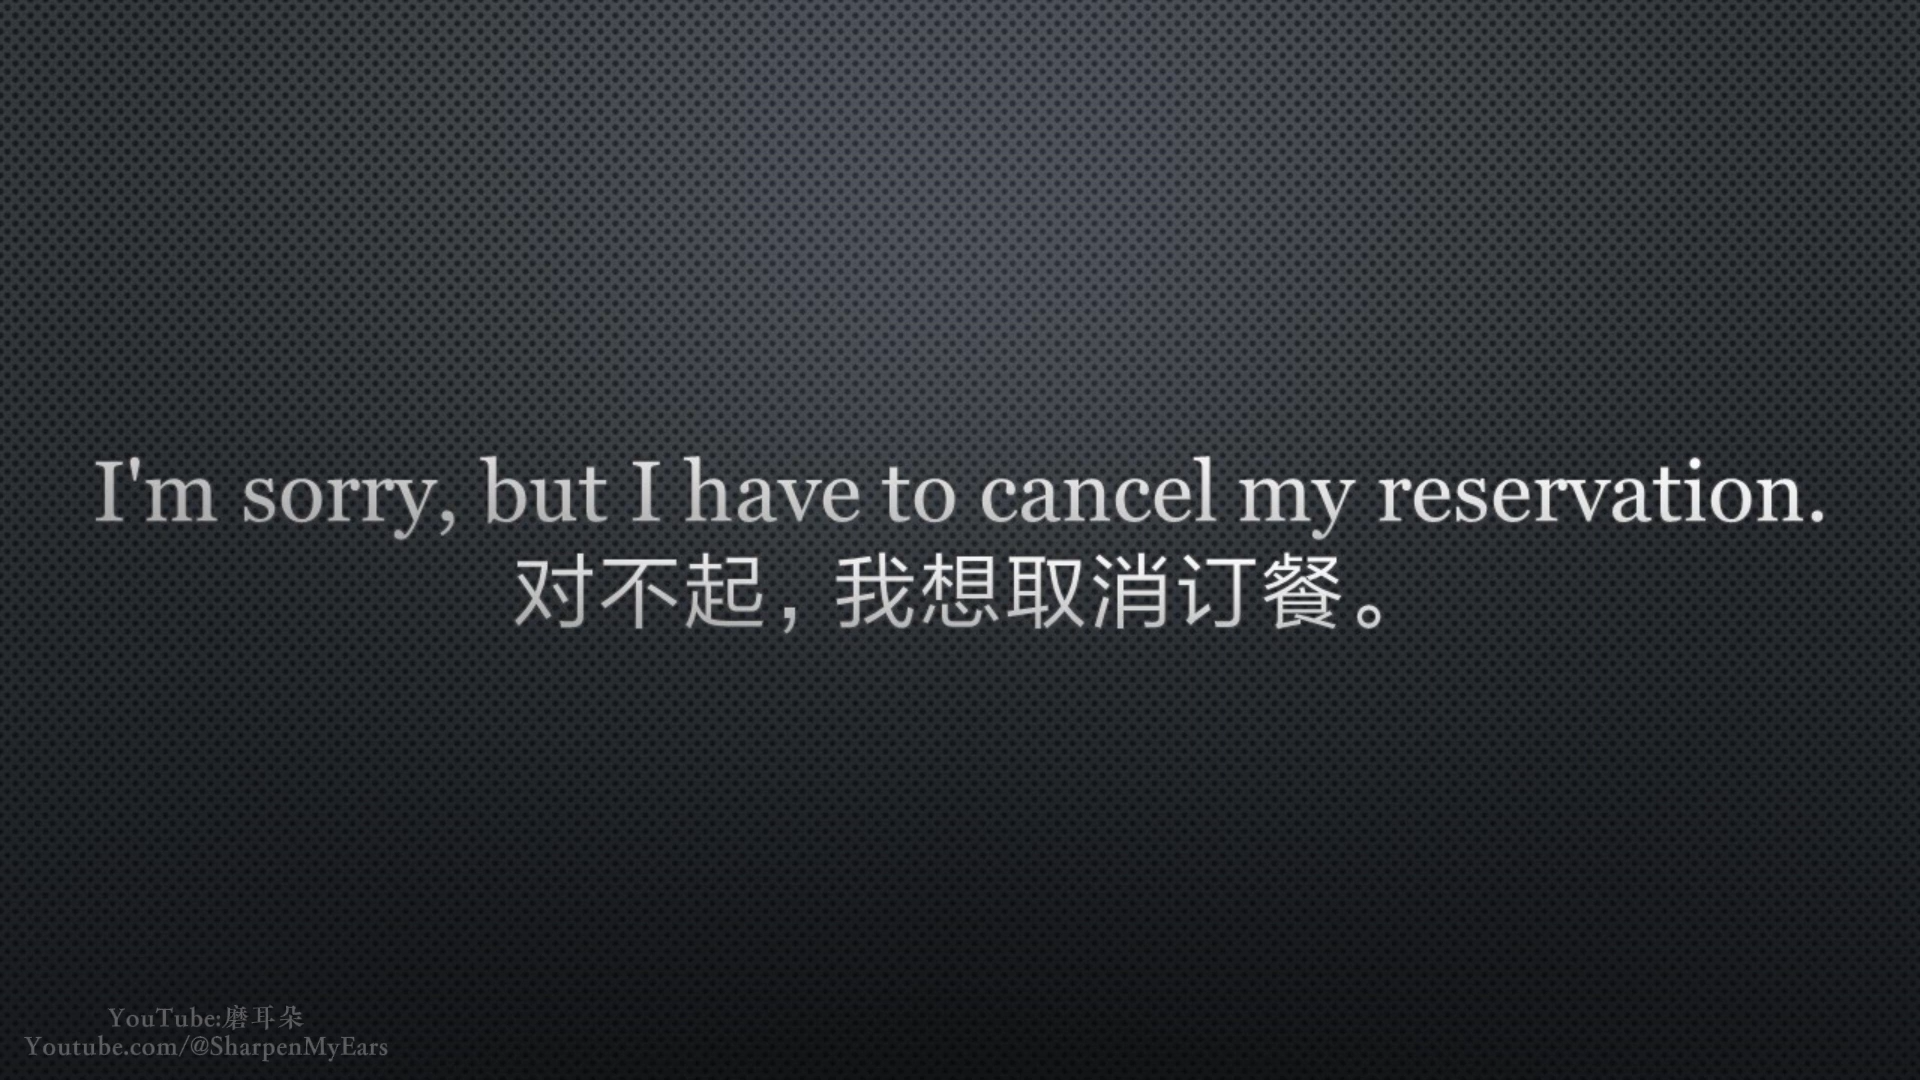 I'm sorry, but I have to cancel my reservation.
对不起，我想取消订餐。
YouTube:磨耳朵
Youtube.com/@SharpenMyEars